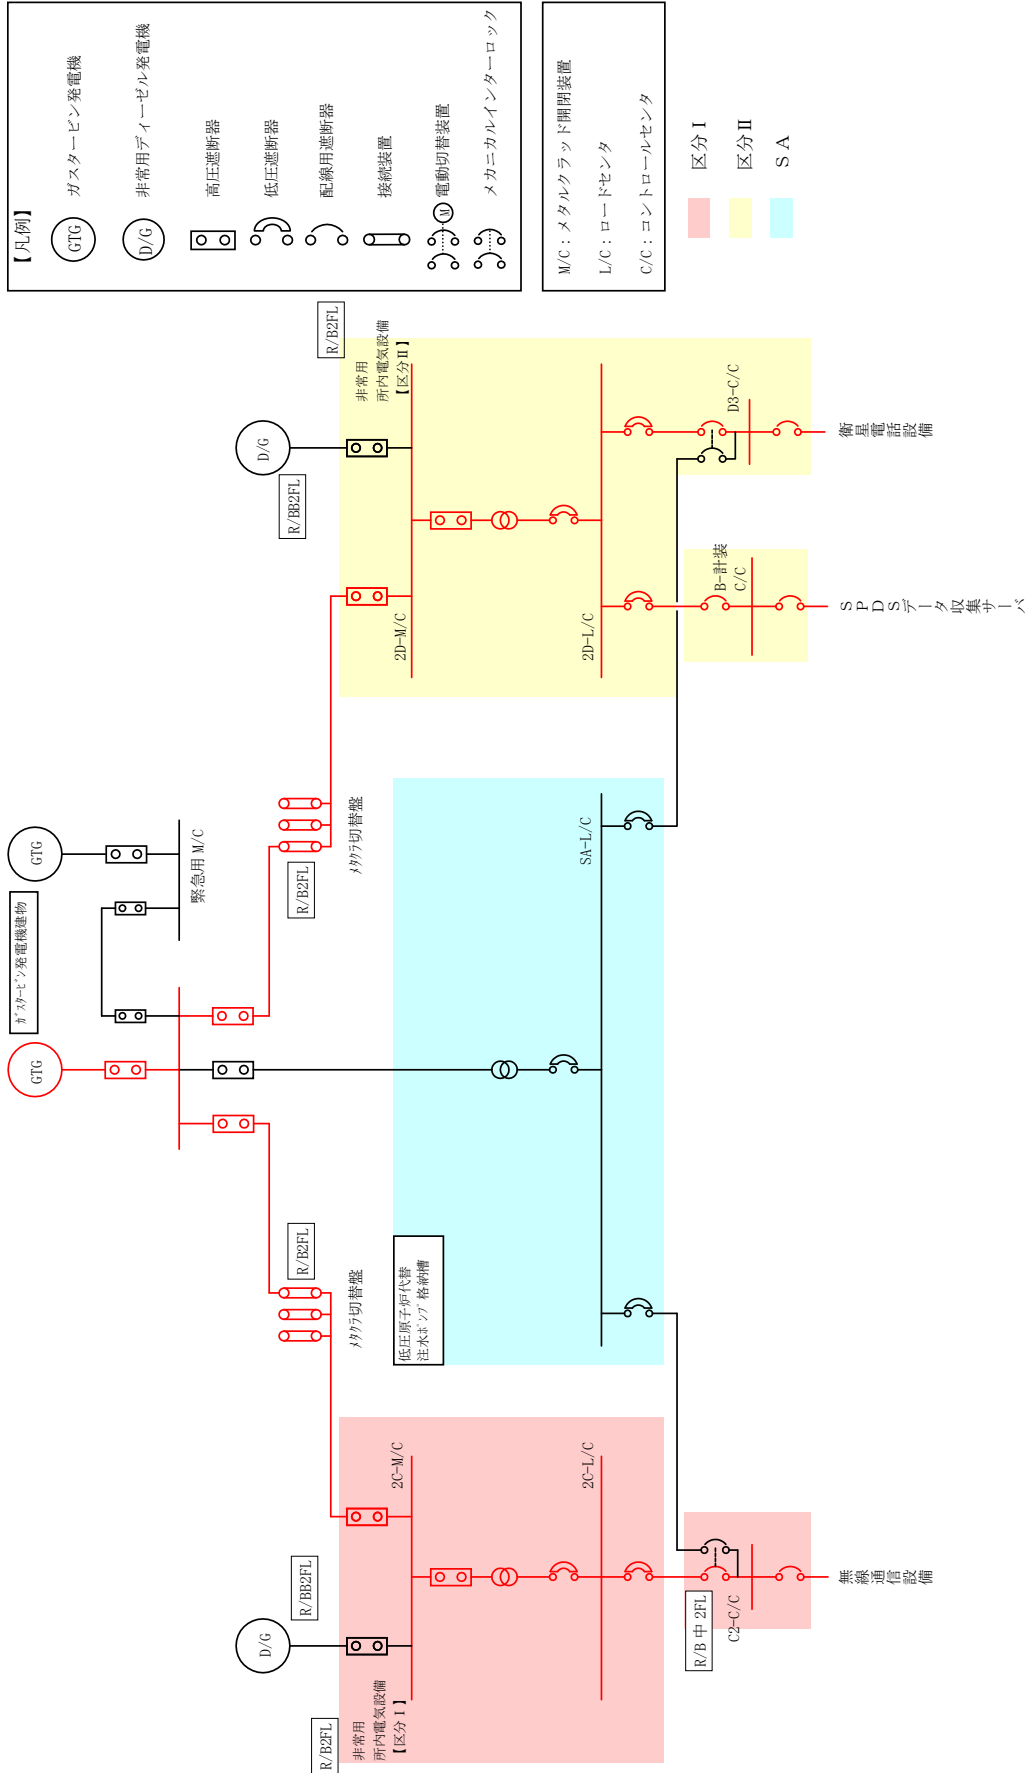 【凡例】
GTG
ガスタービン発電機
D/G
非常用ディーゼル発電機
高圧遮断器
低圧遮断器
配線用遮断器
接続装置
M
電動切替装置
メカニカルインターロック
M/C：メタルクラッド開閉装置
L/C：ロードセンタ
C/C：コントロールセンタ
区分Ⅰ
区分Ⅱ
ＳＡ
ｶﾞｽﾀｰﾋﾞﾝ発電機建物
GTG
GTG
緊急用 M/C
R/B2FL
ﾒﾀｸﾗ切替盤
R/B2FL
ﾒﾀｸﾗ切替盤
D/G
R/BB2FL
R/B2FL
非常用
所内電気設備
【区分Ⅰ】
2C-M/C
2C-L/C
R/B 中 2FL
C2-C/C
無線通信設備
低圧原子炉代替
注水ﾎﾟﾝﾌﾟ格納槽
SA-L/C
D/G
R/BB2FL
R/B2FL
非常用
所内電気設備
【区分Ⅱ】
2D-M/C
2D-L/C
B-計装
C/C
ＳＰＤＳデータ収集サーバ
D3-C/C
衛星電話設備